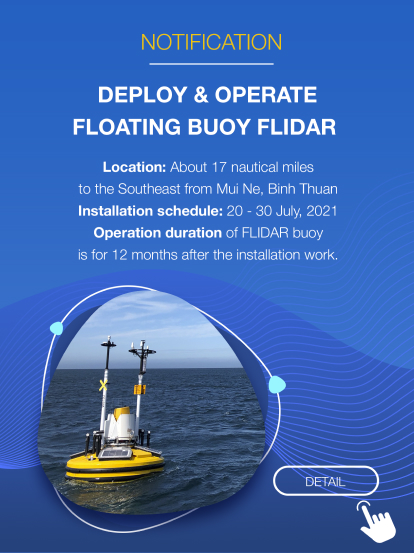 NOTIFICATION
DEPLOY & OPERATE
FLOATING BUOY FLIDAR
Location: About 17 nautical miles
to the Southeast from Mui Ne, Binh Thuan
Installation schedule: 20 - 30 July, 2021
Operation duration of FLIDAR buoy
is for 12 months after the installation work.
DETAIL